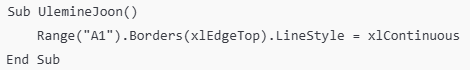 Sub UlemineJoon()
    Range("A1").Borders(xlEdgeTop).LineStyle = xlContinuous
End Sub